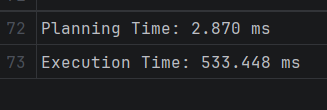 72 Planning Time: 2.870 ms
73 Execution Time: 533.448 ms